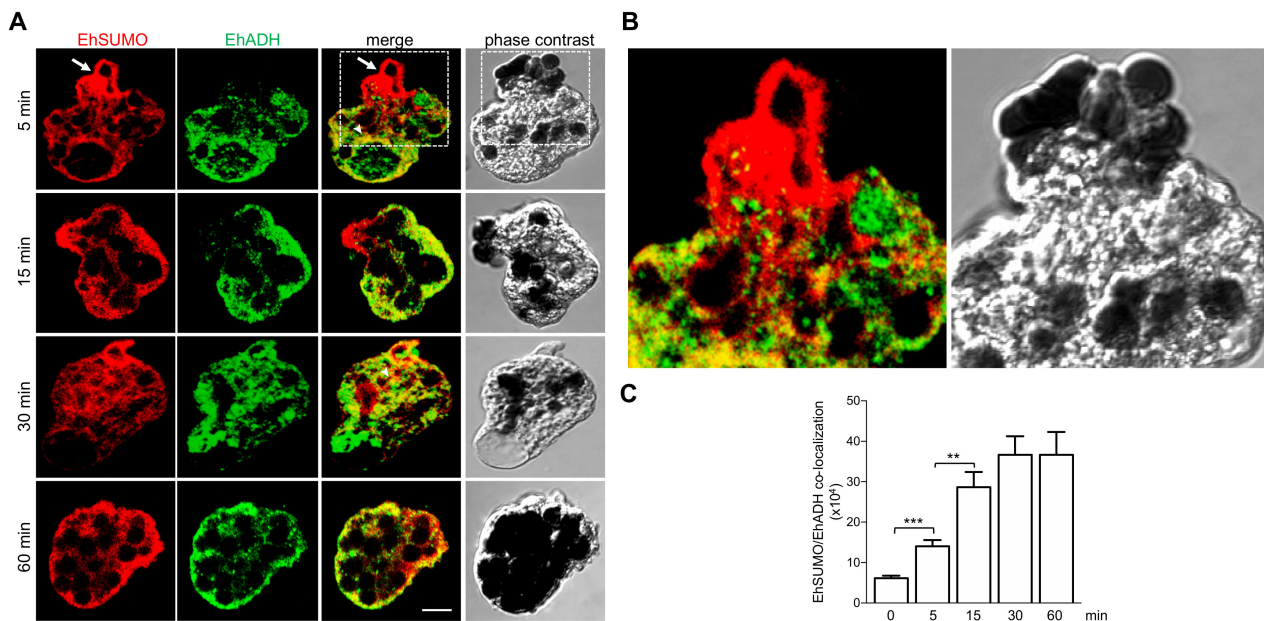 A
EhSUMO EhADH merge phase contrast
5 min
15 min
30 min
60 min
B
C
EhSUMO/EhADH co-localization
(x10⁴)
50
40
30
20
10
0
***
**
0 5 15 30 60 min